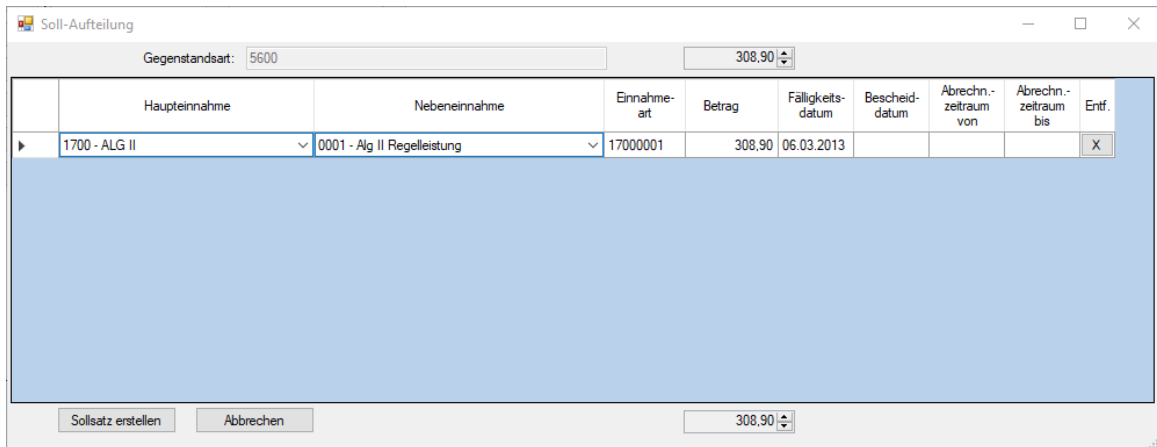 Soll-Aufteilung
Gegenstandsart: 5600 308,90
Haupteinnahme Nebeneinnahme Einnahme-art Betrag Fälligkeits-datum Bescheid-datum Abrechn.-zeitraum von Abrechn.-zeitraum bis Entf.
1700 - ALG II 0001 - Alg II Regelleistung 17000001 308,90 06.03.2013 X
Sollsatz erstellen Abbrechen 308,90